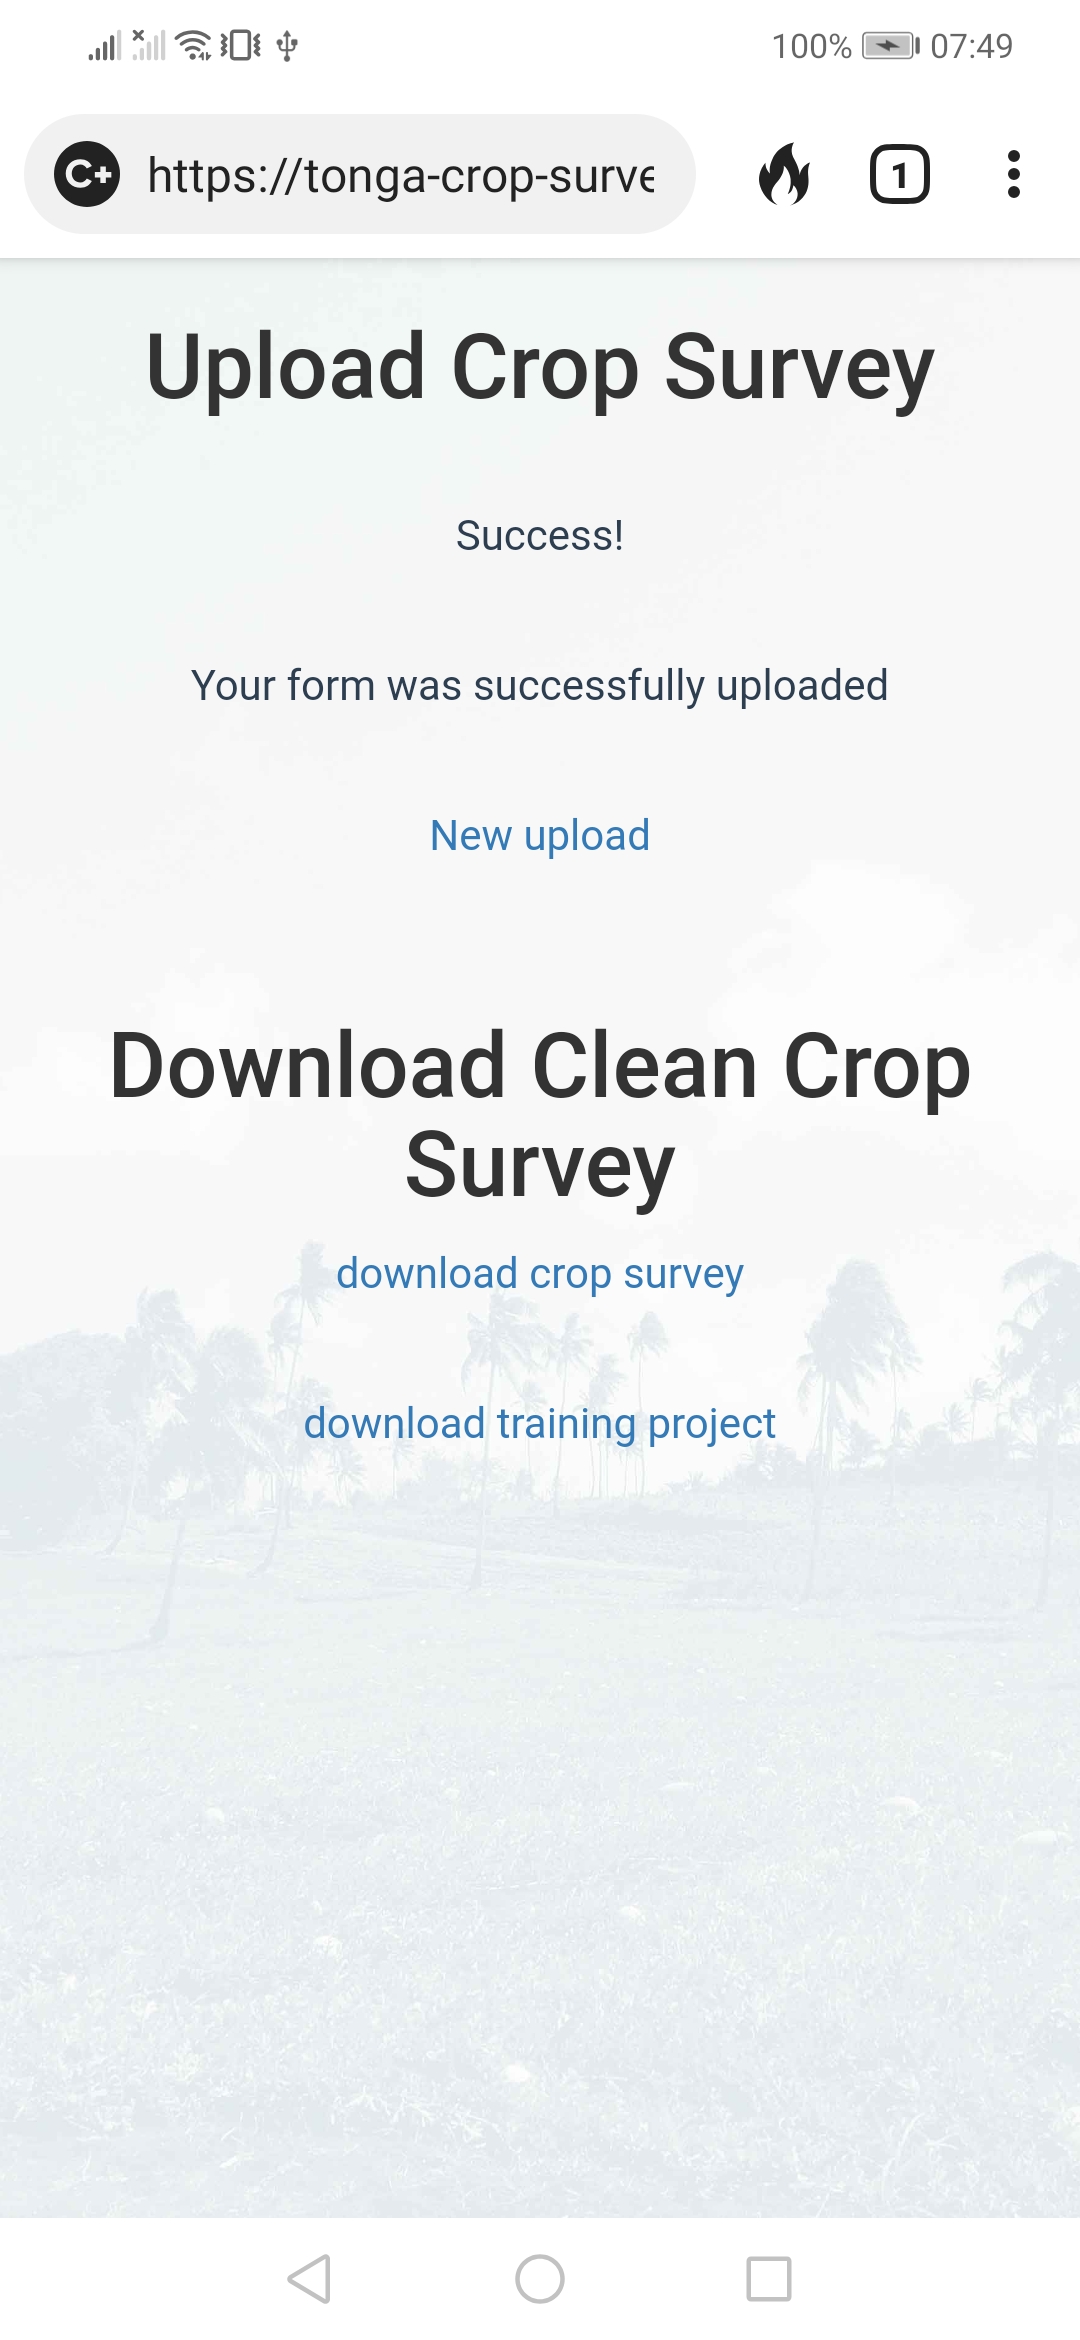 100% 07:49
C+ https://tonga-crop-surve 1
Upload Crop Survey
Success!
Your form was successfully uploaded
New upload
Download Clean Crop
Survey
download crop survey
download training project